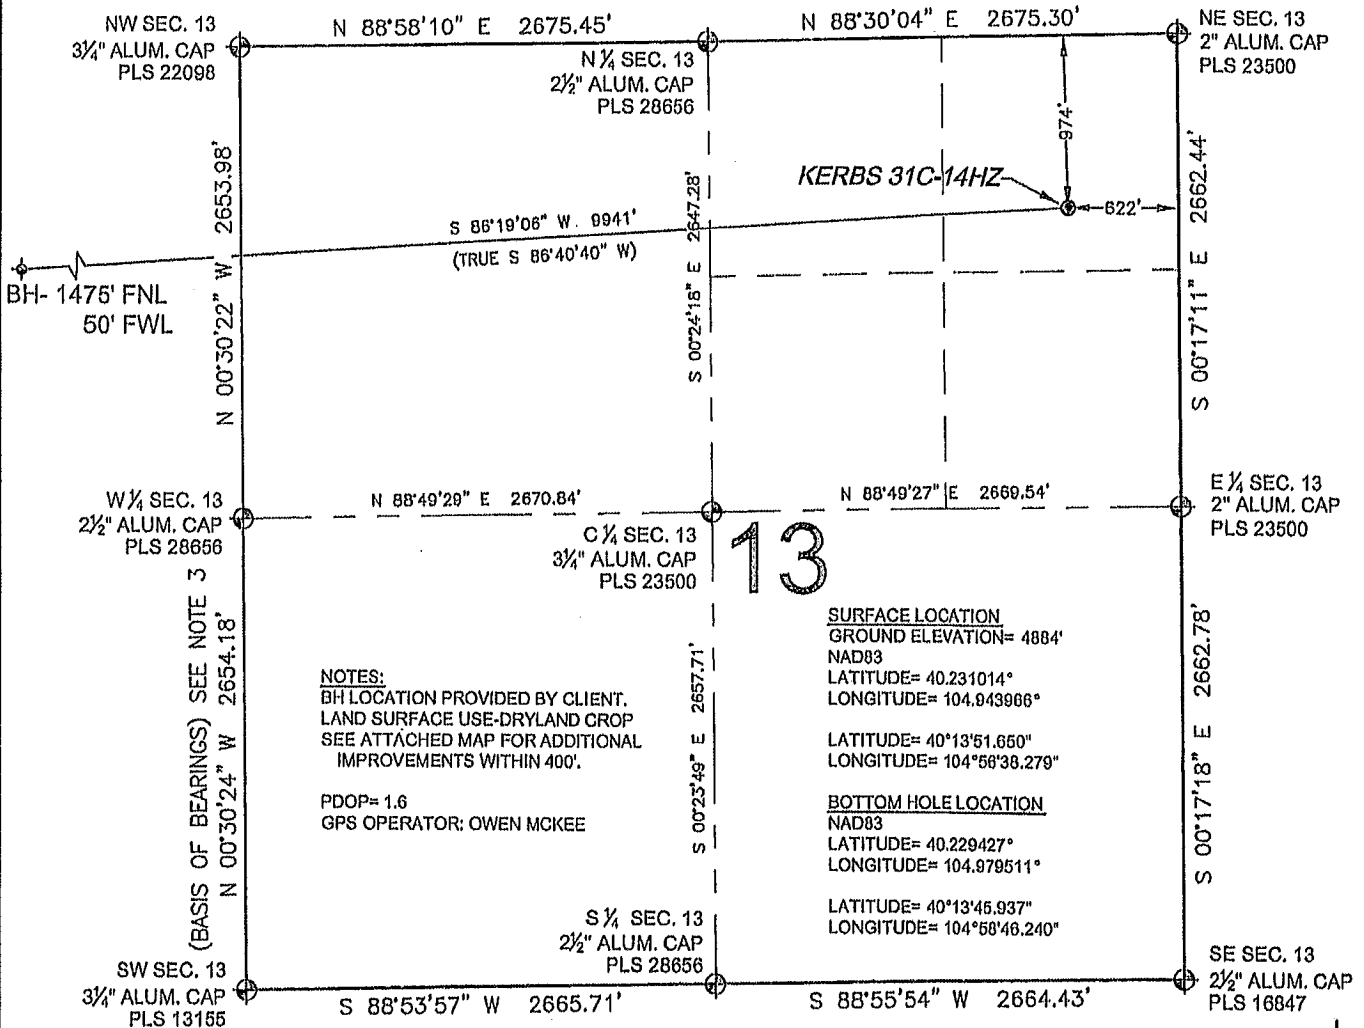 NW SEC. 13
3¼" ALUM. CAP
PLS 22098
N 88°58'10" E 2675.45'
N ¼ SEC. 13
2½" ALUM. CAP
PLS 28656
N 88°30'04" E 2675.30'
NE SEC. 13
2" ALUM. CAP
PLS 23500
974'
KERBS 31C-14HZ
622'
N 00°30'22" W 2653.98'
S 86°19'06" W. 9941'
(TRUE S 86°40'40" W)
S 00°24'18" E 2647.28'
S 00°17'11" E 2662.44'
BH- 1475' FNL
50' FWL
W ¼ SEC. 13
2½" ALUM. CAP
PLS 28656
N 88°49'29" E 2670.84'
C ¼ SEC. 13
3¼" ALUM. CAP
PLS 23500
N 88°49'27" E 2669.54'
E ¼ SEC. 13
2" ALUM. CAP
PLS 23500
13
(BASIS OF BEARINGS) SEE NOTE 3
N 00°30'24" W 2654.18'
NOTES:
BH LOCATION PROVIDED BY CLIENT.
LAND SURFACE USE-DRYLAND CROP
SEE ATTACHED MAP FOR ADDITIONAL
IMPROVEMENTS WITHIN 400'.
PDOP= 1.6
GPS OPERATOR: OWEN MCKEE
S 00°23'49" E 2657.71'
SURFACE LOCATION
GROUND ELEVATION= 4884'
NAD83
LATITUDE= 40.231014°
LONGITUDE= 104.943966°
LATITUDE= 40°13'51.650"
LONGITUDE= 104°56'38.279"
BOTTOM HOLE LOCATION
NAD83
LATITUDE= 40.229427°
LONGITUDE= 104.979511°
LATITUDE= 40°13'45.937"
LONGITUDE= 104°58'46.240"
S 00°17'18" E 2662.78'
SW SEC. 13
3¼" ALUM. CAP
PLS 13155
S 88°53'57" W 2665.71'
S ¼ SEC. 13
2½" ALUM. CAP
PLS 28656
S 88°55'54" W 2664.43'
SE SEC. 13
2½" ALUM. CAP
PLS 16847